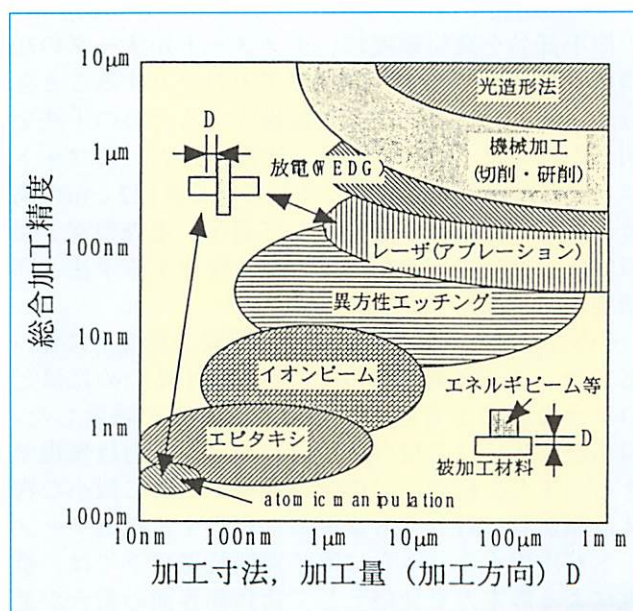 10μm
光造形法
D
機械加工
(切削・研削)
1μm
放電(WEDG)
100nm
レーザ(アブレーション)
異方性エッチング
総合加工精度
10nm
イオンビーム
エネルギビーム等
1nm
エピタキシ
D
被加工材料
atomic manipulation
100pm
10nm
100nm
1μm
10μm
100μm
1mm
加工寸法, 加工量 (加工方向) D